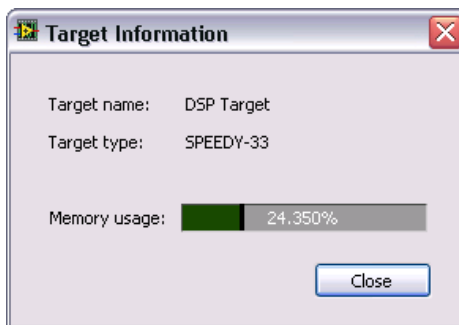 Target Information
Target name: DSP Target
Target type: SPEEDY-33
Memory usage: 24.350%
Close